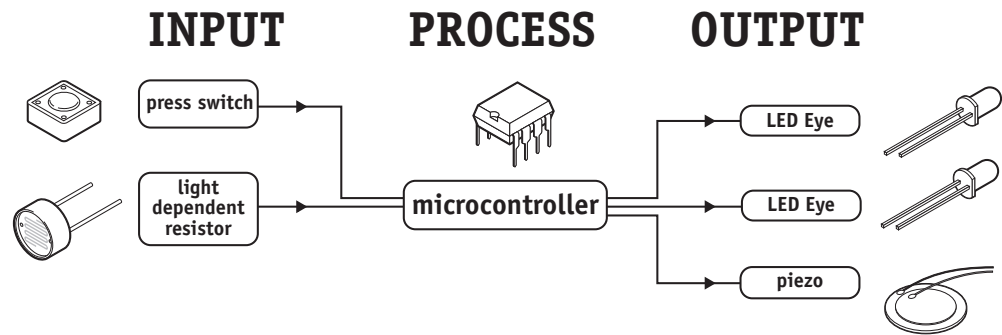 INPUT PROCESS OUTPUT
press switch
LED Eye
light
dependent
resistor
microcontroller
LED Eye
piezo